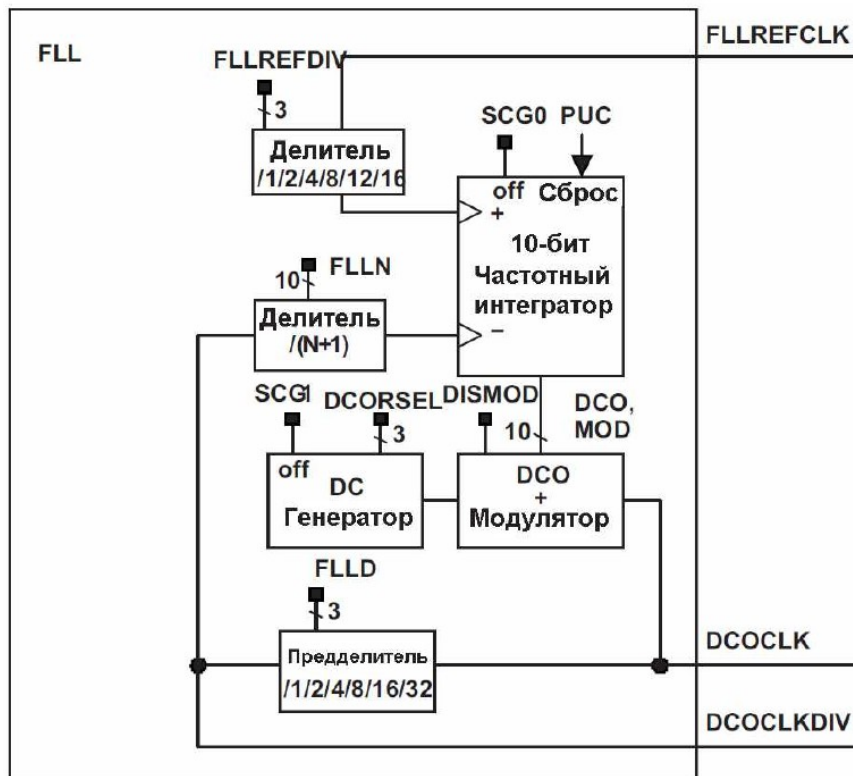 FLL
FLLREFCLK
FLLREFDIV
3
Делитель
/1/2/4/8/12/16
SCG0 PUC
off Сброс
+
10-бит
Частотный
интегратор
−
FLLN
10
Делитель
/(N+1)
SCG1
DCORSEL
3
DISMOD
10
DCO,
MOD
off
DC
Генератор
DCO
+
Модулятор
FLLD
3
Предделитель
/1/2/4/8/16/32
DCOCLK
DCOCLKDIV